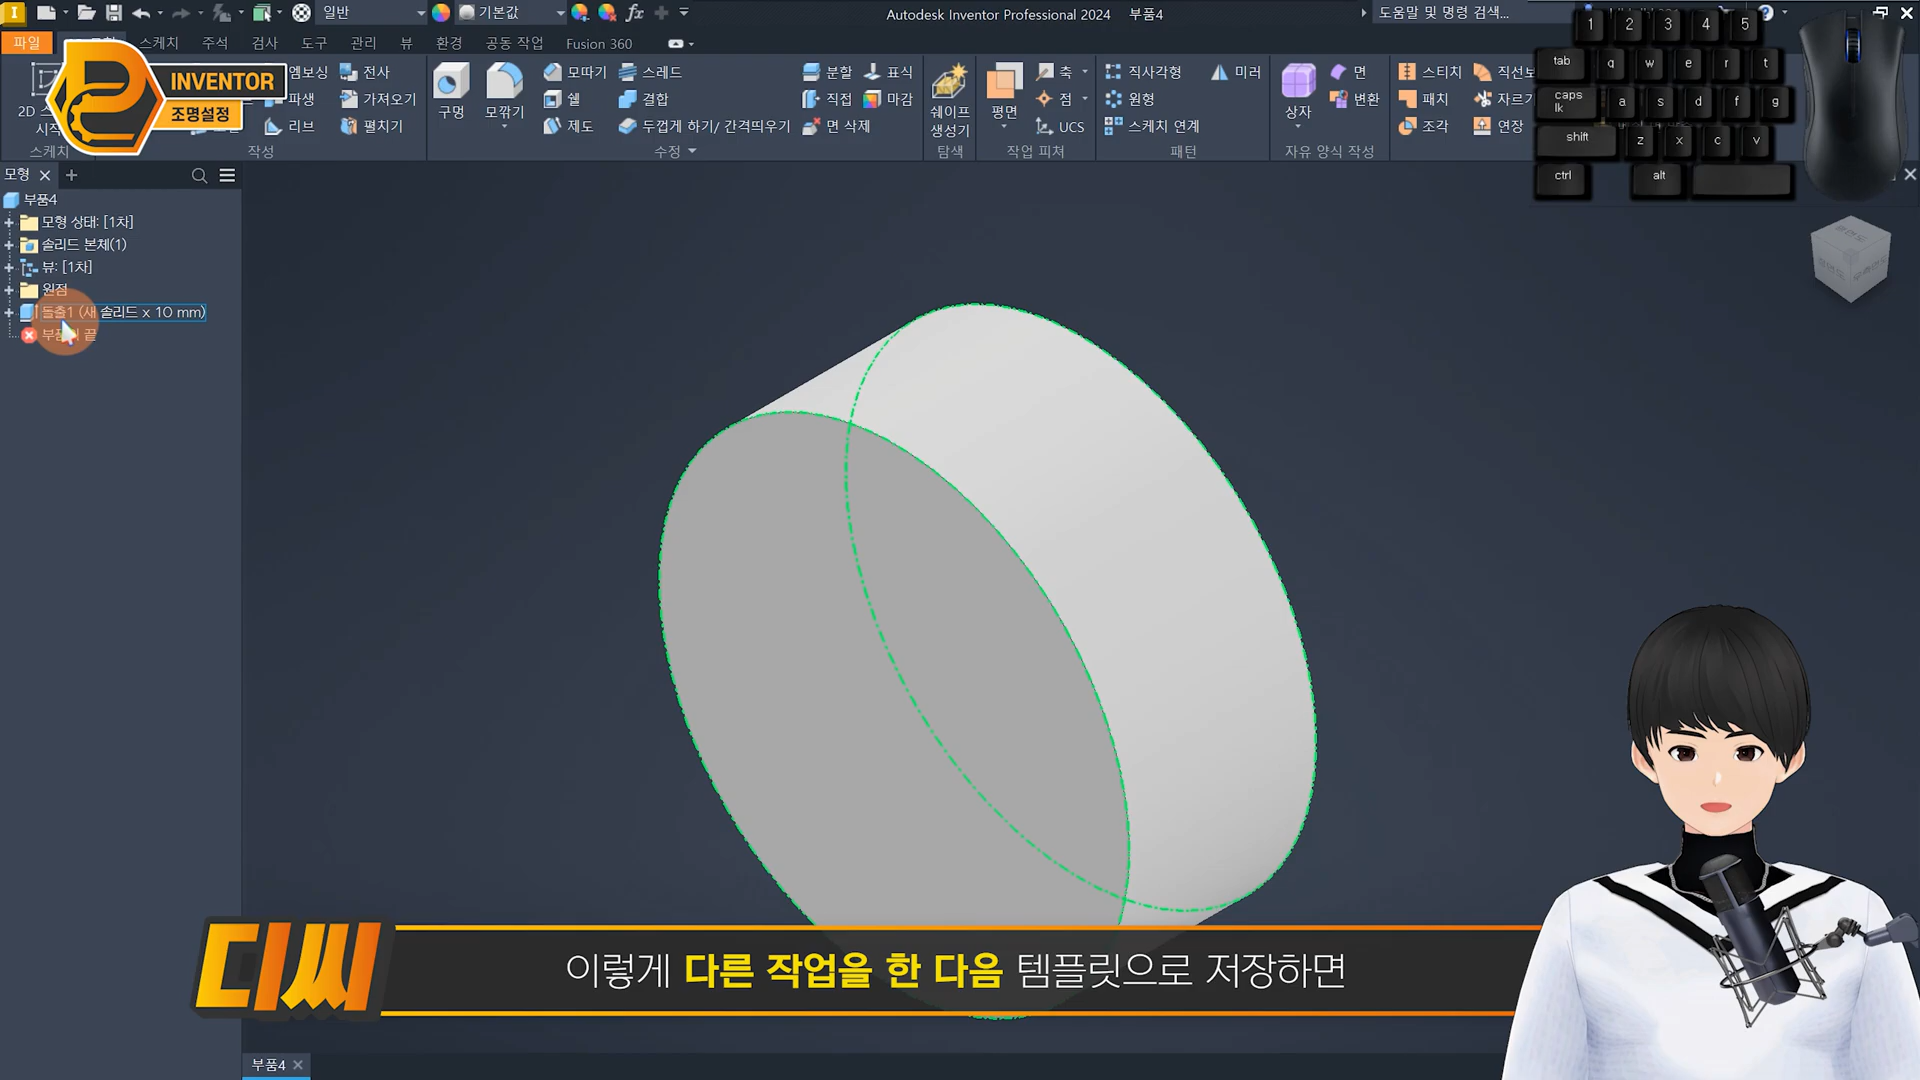 일반
기본값
Autodesk Inventor Professional 2024 부품4
도움말 및 명령 검색...
파일
스케치
주석
검사
도구
관리
뷰
환경
공동 작업
Fusion 360
INVENTOR
조명설정
엠보싱
파생
리브
전사
가져오기
펼치기
작성
구멍
모깎기
모따기
쉘
제도
스레드
결합
두껍게 하기/ 간격띄우기
분할
직접
면 삭제
표식
마감
수정
쉐이프
생성기
탐색
평면
축
점
UCS
작업 피쳐
직사각형
원형
스케치 연계
미러
패턴
상자
면
변환
자유 양식 작성
스티치
패치
조각
연장
스케치
1 2 3 4 5
tab q w e r t
caps lk a s d f g
shift z x c v
ctrl alt
모형
부품4
모형 상태: [1차]
솔리드 본체(1)
뷰: [1차]
원점
돌출1 (새 솔리드 x 10 mm)
디씨
이렇게 다른 작업을 한 다음 템플릿으로 저장하면
부품4